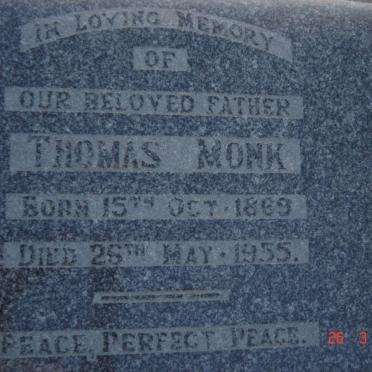 IN LOVING MEMORY
OF
OUR BELOVED FATHER
THOMAS MONK
BORN 15TH OCT. 1869
DIED 26TH MAY. 1955.
PEACE, PERFECT PEACE.
26 3